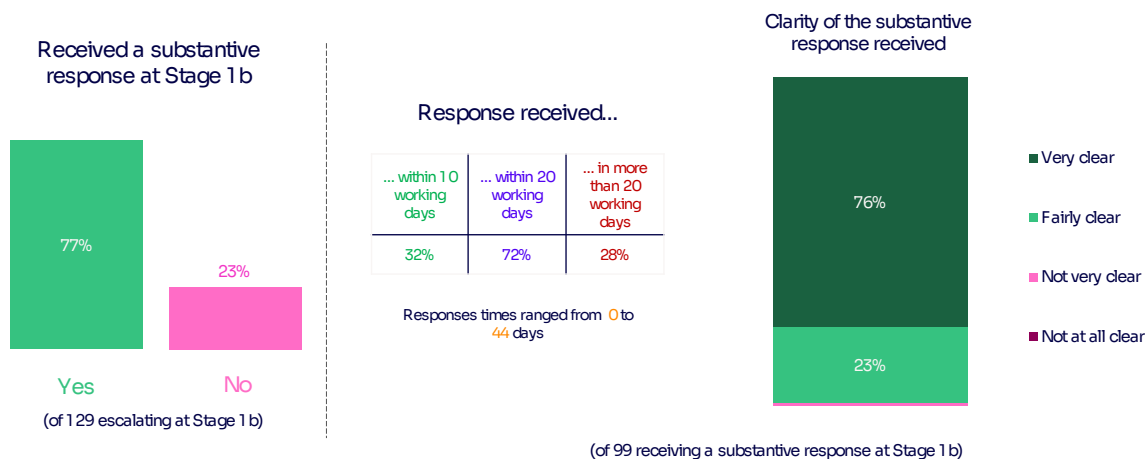 Received a substantive
response at Stage 1b
77%
23%
Yes
No
(of 129 escalating at Stage 1b)
Response received...
... within 10
working
days
... within 20
working
days
... in more
than 20
working
days
32%
72%
28%
Responses times ranged from 0 to
44 days
Clarity of the substantive
response received
76%
23%
Very clear
Fairly clear
Not very clear
Not at all clear
(of 99 receiving a substantive response at Stage 1b)